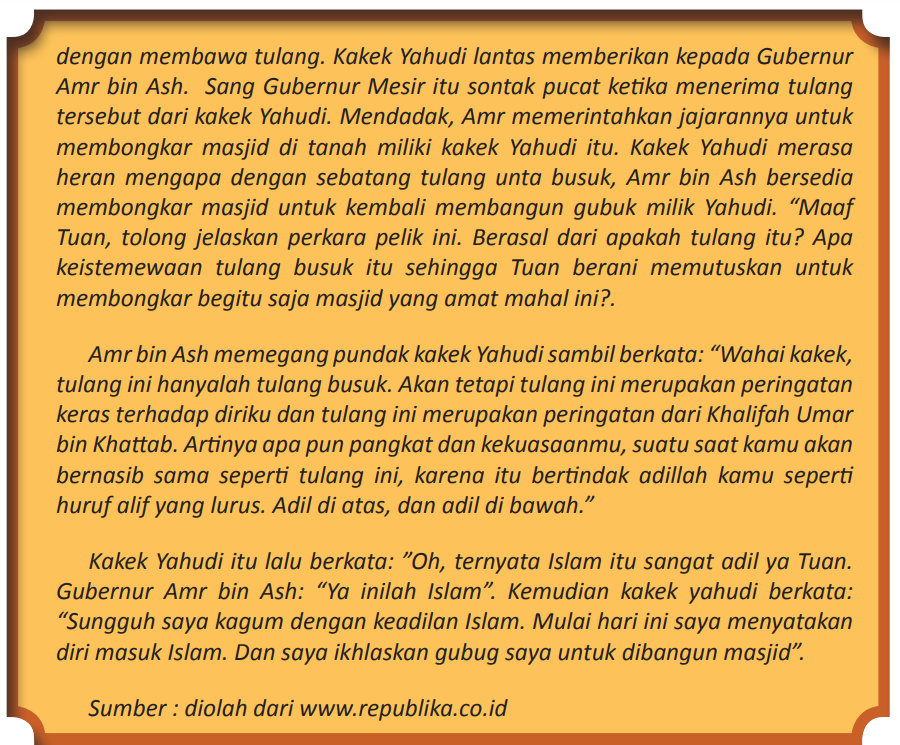 dengan membawa tulang. Kakek Yahudi lantas memberikan kepada Gubernur
Amr bin Ash.  Sang Gubernur Mesir itu sontak pucat ketika menerima tulang
tersebut dari kakek Yahudi. Mendadak, Amr memerintahkan jajarannya untuk
membongkar masjid di tanah miliki kakek Yahudi itu. Kakek Yahudi merasa
heran mengapa dengan sebatang tulang unta busuk, Amr bin Ash bersedia
membongkar masjid untuk kembali membangun gubuk milik Yahudi. “Maaf
Tuan, tolong jelaskan perkara pelik ini. Berasal dari apakah tulang itu? Apa
keistemewaan tulang busuk itu sehingga Tuan berani memutuskan untuk
membongkar begitu saja masjid yang amat mahal ini?.
Amr bin Ash memegang pundak kakek Yahudi sambil berkata: “Wahai kakek,
tulang ini hanyalah tulang busuk. Akan tetapi tulang ini merupakan peringatan
keras terhadap diriku dan tulang ini merupakan peringatan dari Khalifah Umar
bin Khattab. Artinya apa pun pangkat dan kekuasaanmu, suatu saat kamu akan
bernasib sama seperti tulang ini, karena itu bertindak adillah kamu seperti
huruf alif yang lurus. Adil di atas, dan adil di bawah.”
Kakek Yahudi itu lalu berkata: ”Oh, ternyata Islam itu sangat adil ya Tuan.
Gubernur Amr bin Ash: “Ya inilah Islam”. Kemudian kakek yahudi berkata:
“Sungguh saya kagum dengan keadilan Islam. Mulai hari ini saya menyatakan
diri masuk Islam. Dan saya ikhlaskan gubug saya untuk dibangun masjid”.
Sumber : diolah dari www.republika.co.id